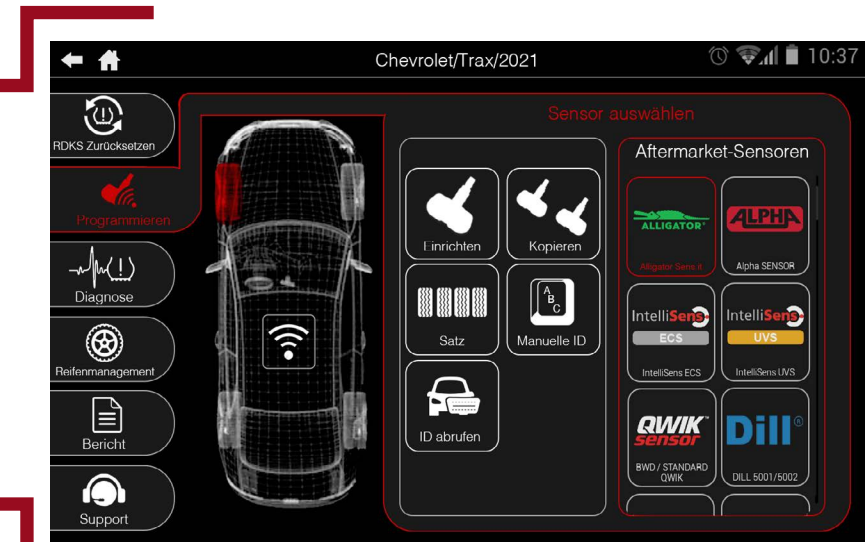 Chevrolet/Trax/2021
10:37
RDKS Zurücksetzen
Programmieren
Diagnose
Reifenmanagement
Bericht
Support
Sensor auswählen
Einrichten
Kopieren
Satz
A
B
C
Manuelle ID
ID abrufen
Aftermarket-Sensoren
ALLIGATOR®
Alligator Sens.it
ALPHA
Alpha SENSOR
IntelliSens
ECS
IntelliSens ECS
IntelliSens
UVS
IntelliSens UVS
QWIK™
sensor
BWD / STANDARD
QWIK
Dill®
DILL 5001/5002